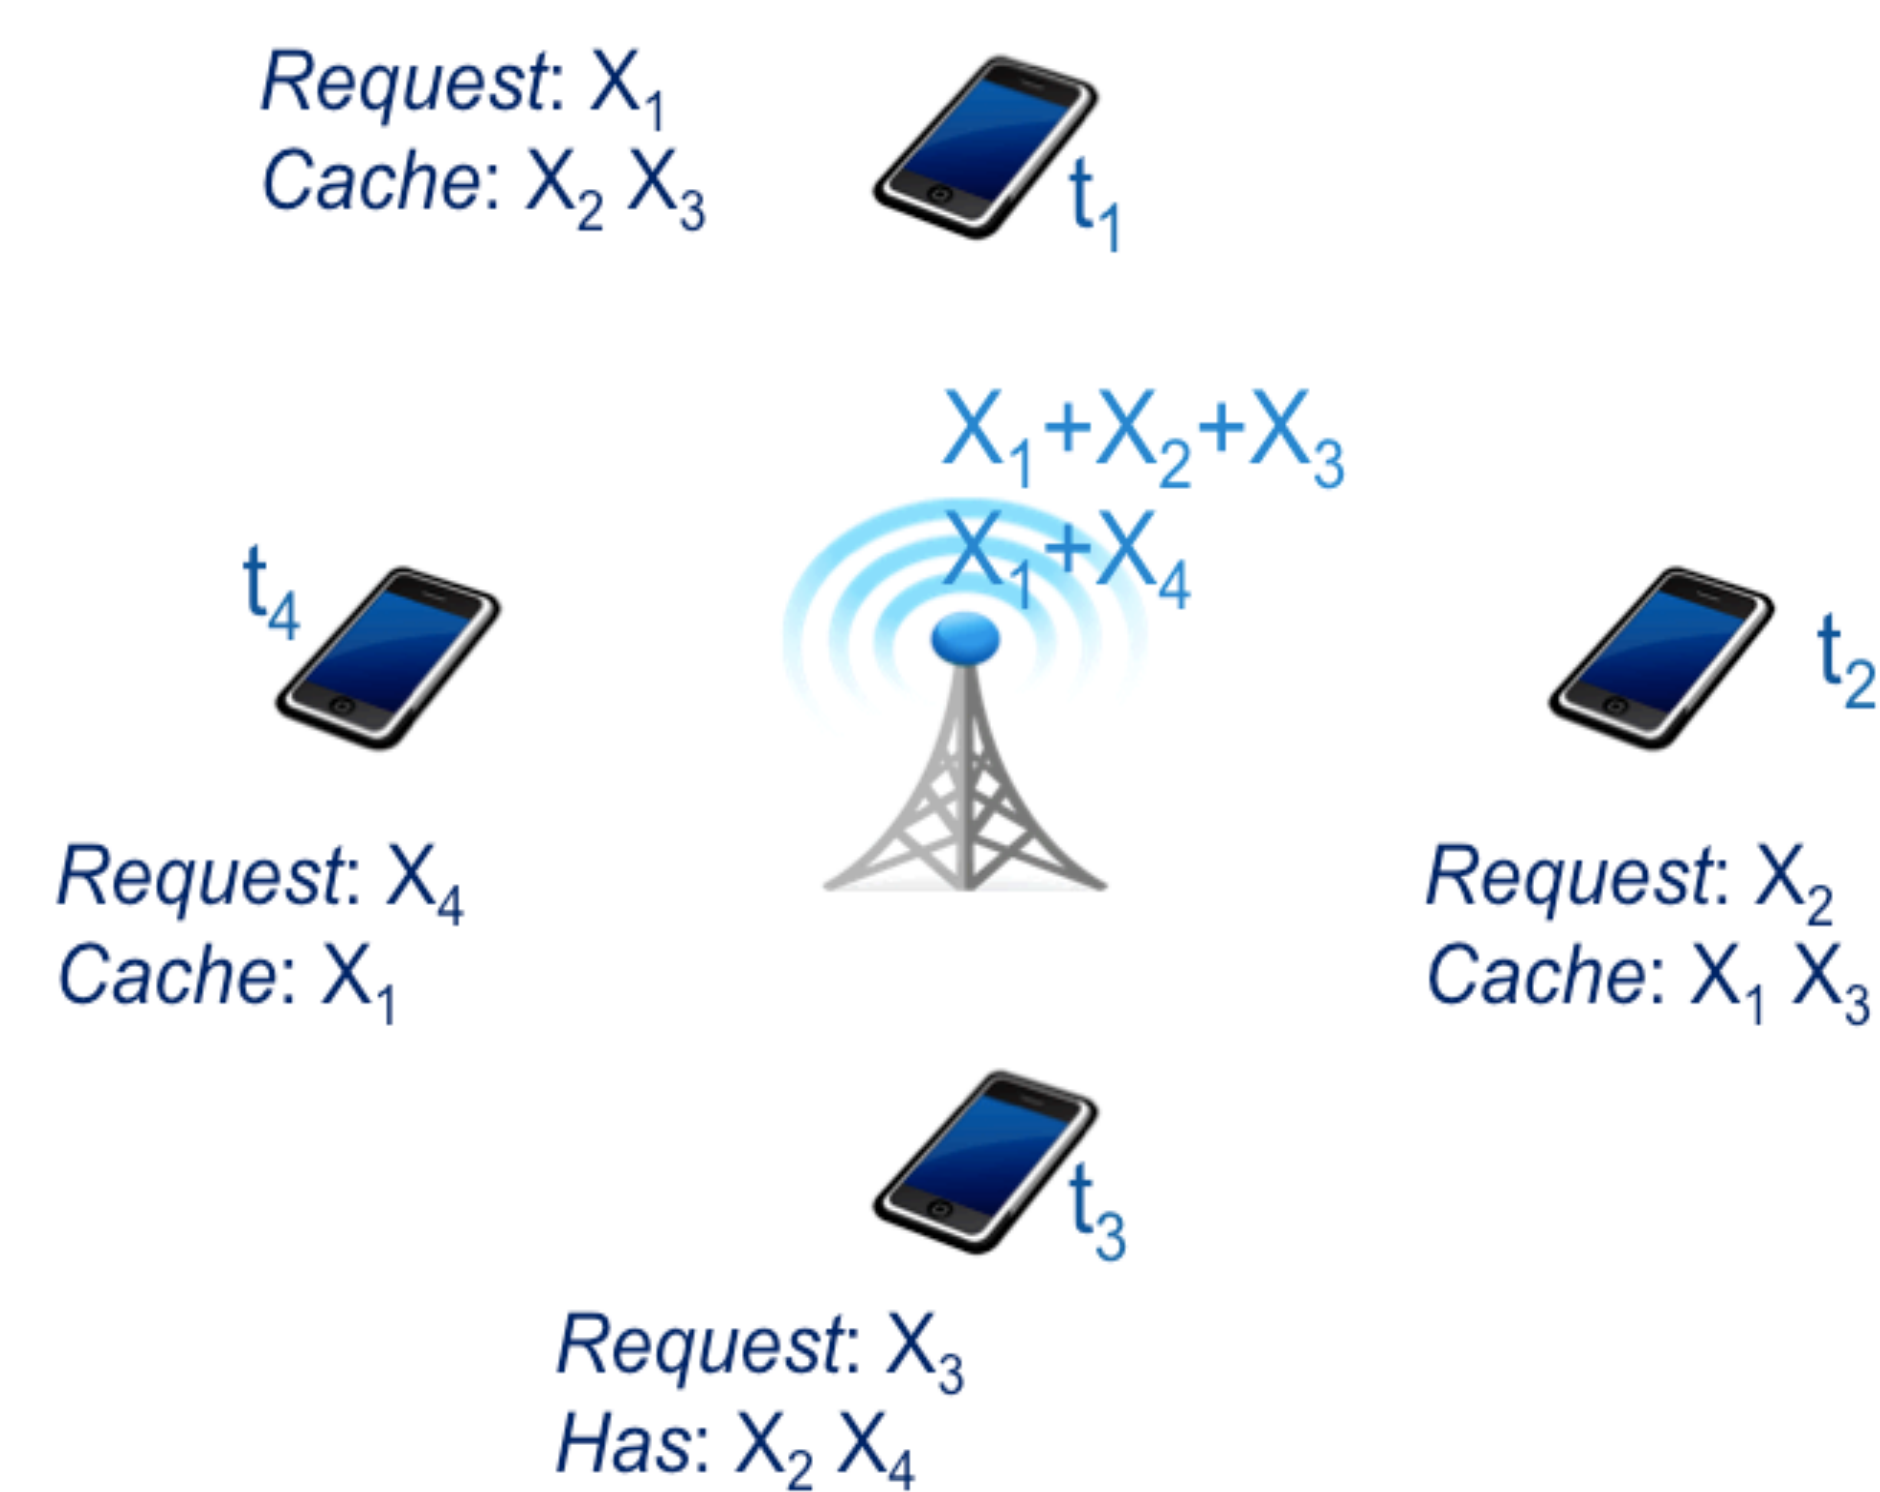 Request: X₁
Cache: X₂ X₃
t₁
X₁+X₂+X₃
X₁+X₄
t₄
t₂
Request: X₄
Cache: X₁
Request: X₂
Cache: X₁ X₃
t₃
Request: X₃
Has: X₂ X₄